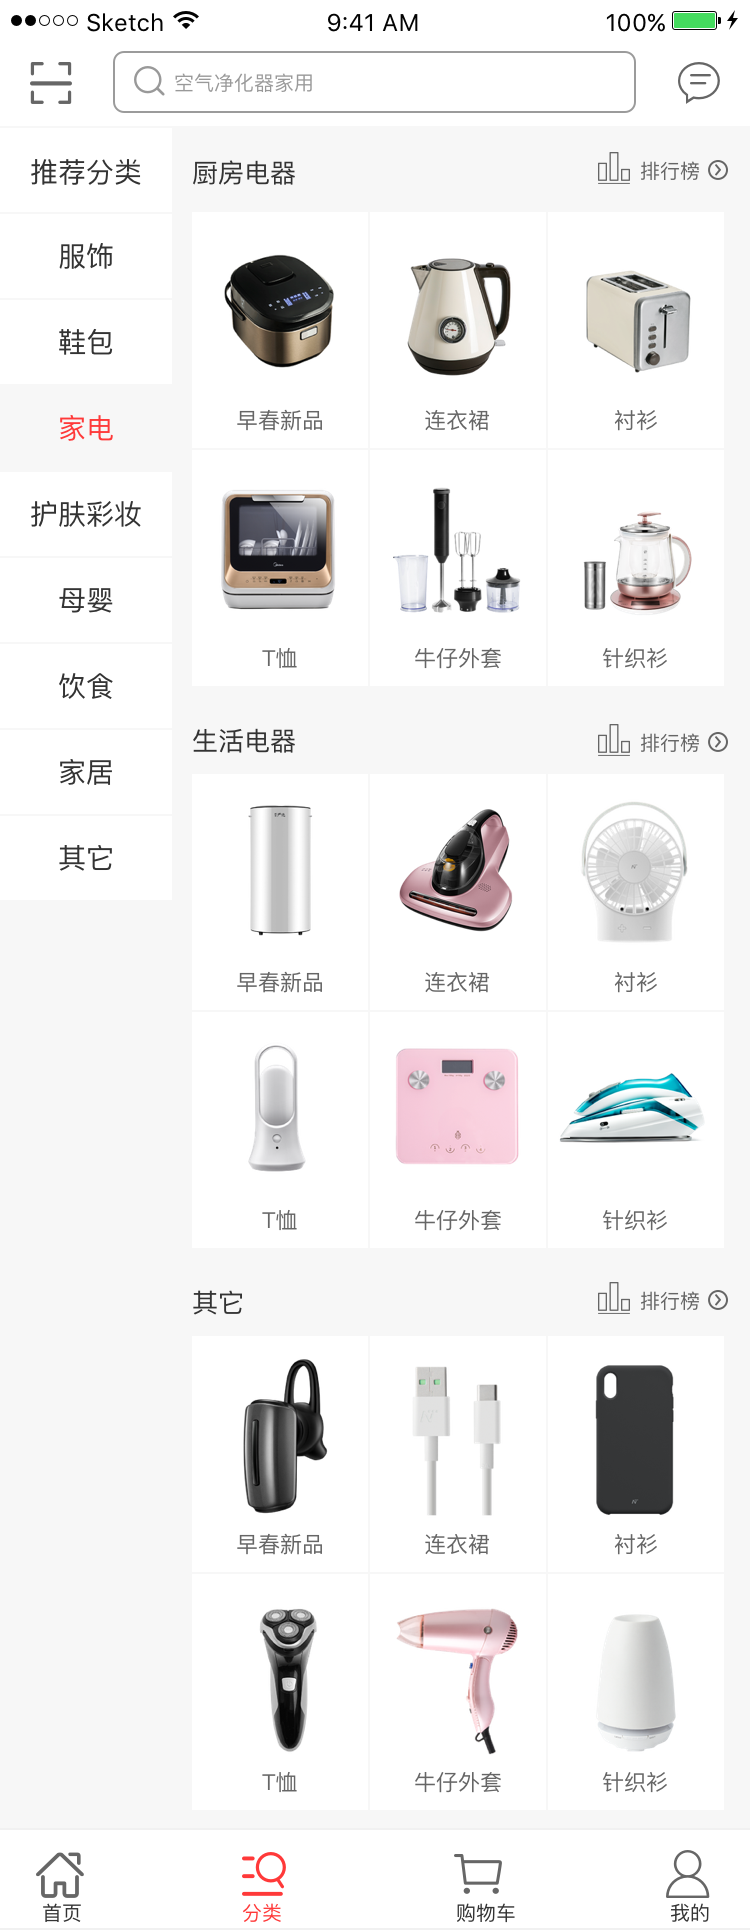 Sketch 9:41 AM 100%
空气净化器家用
推荐分类
服饰
鞋包
家电
护肤彩妆
母婴
饮食
家居
其它
厨房电器 排行榜
早春新品 连衣裙 衬衫
T恤 牛仔外套 针织衫
生活电器 排行榜
早春新品 连衣裙 衬衫
T恤 牛仔外套 针织衫
其它 排行榜
早春新品 连衣裙 衬衫
T恤 牛仔外套 针织衫
首页 分类 购物车 我的